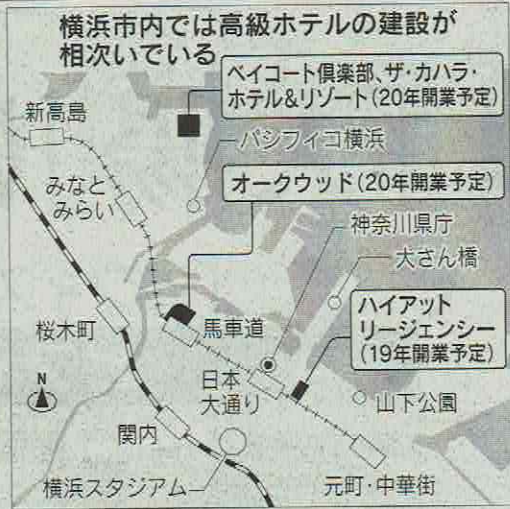 横浜市内では高級ホテルの建設が
相次いでいる
ベイコート倶楽部、ザ・カハラ・
ホテル&リゾート(20年開業予定)
新高島
パシフィコ横浜
みなと
みらい
オークウッド(20年開業予定)
神奈川県庁
大さん橋
ハイアット
リージェンシー
(19年開業予定)
桜木町
馬車道
日本
大通り
N
山下公園
関内
横浜スタジアム
元町・中華街